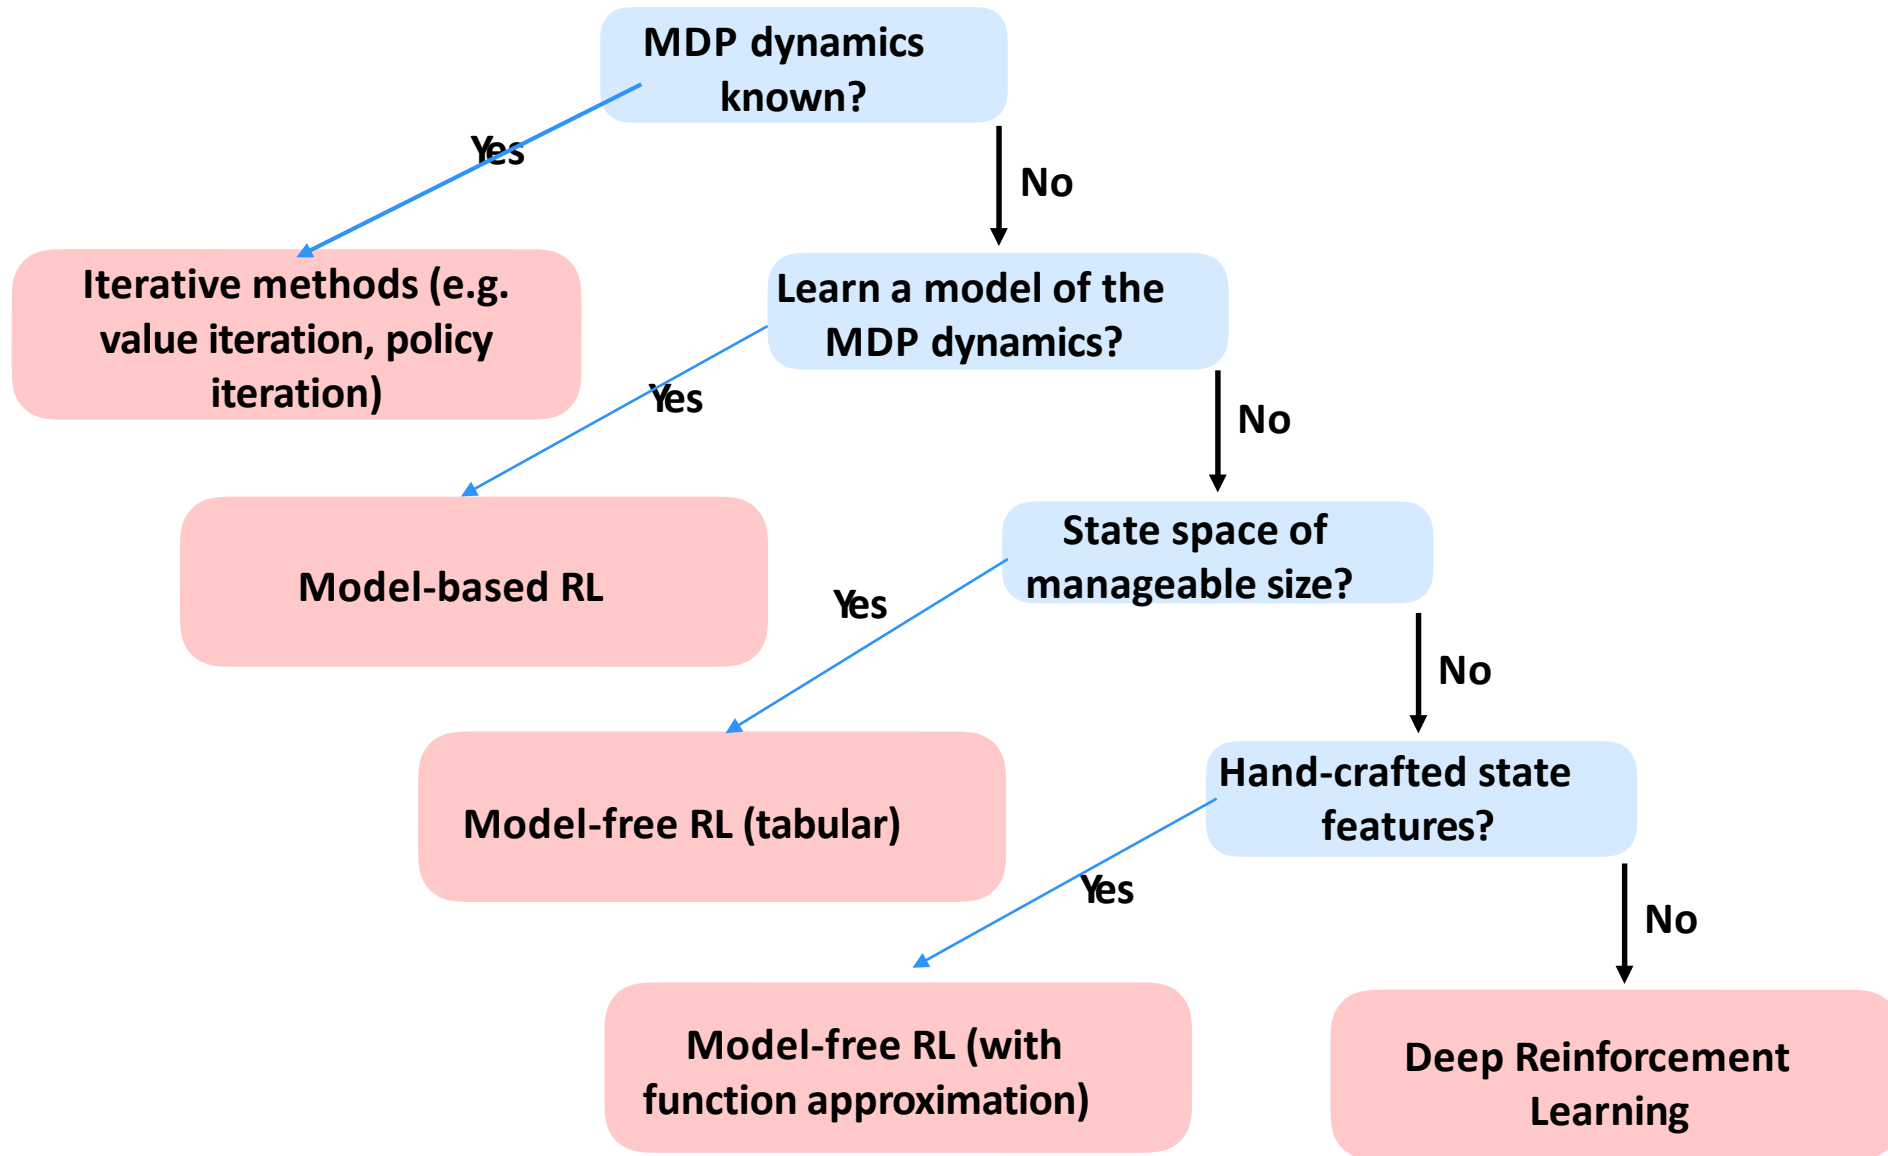 MDP dynamics
known?
Yes
No
Iterative methods (e.g.
value iteration, policy
iteration)
Learn a model of the
MDP dynamics?
Yes
No
Model-based RL
State space of
manageable size?
Yes
No
Model-free RL (tabular)
Hand-crafted state
features?
Yes
No
Model-free RL (with
function approximation)
Deep Reinforcement
Learning